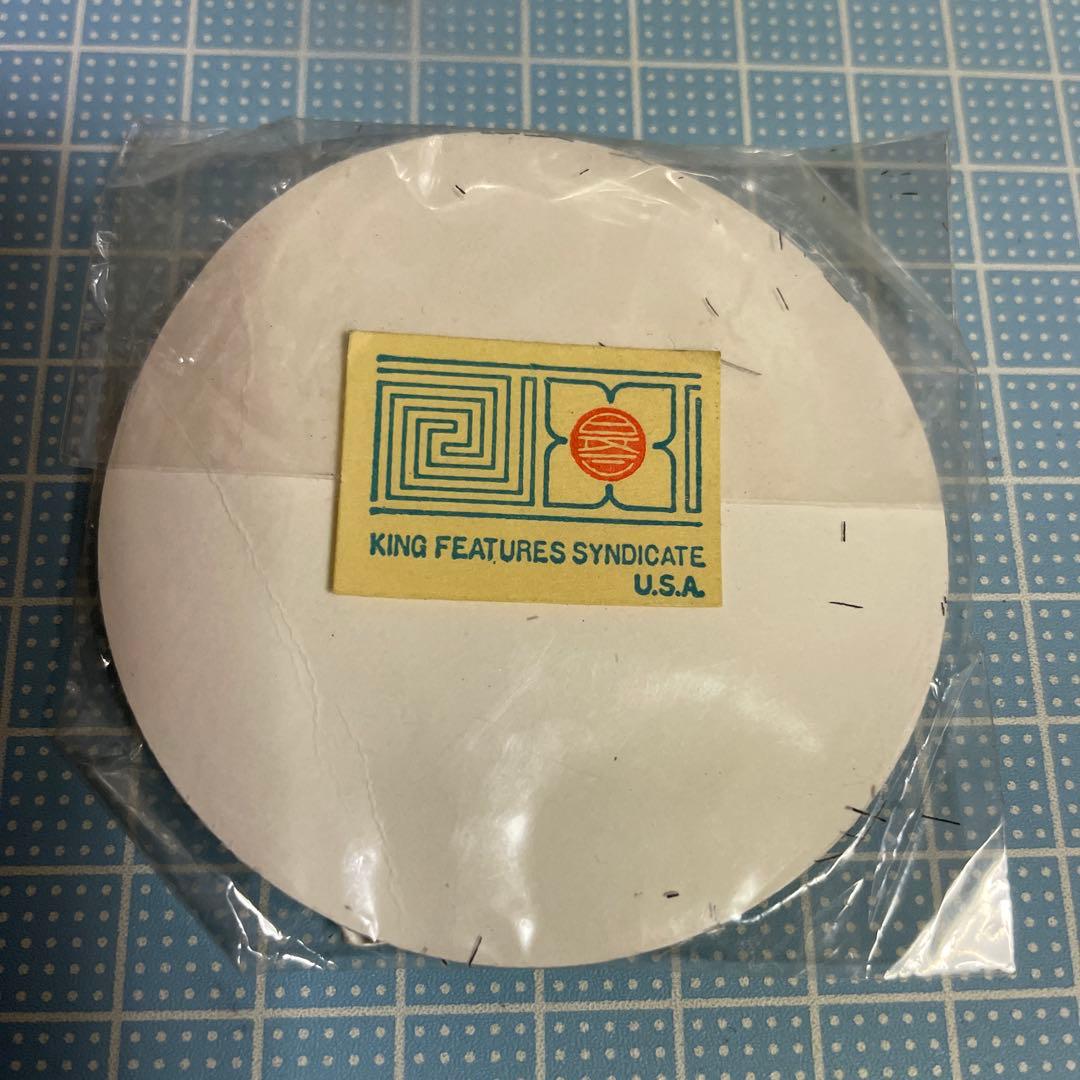 KING FEATURES SYNDICATE
U.S.A.